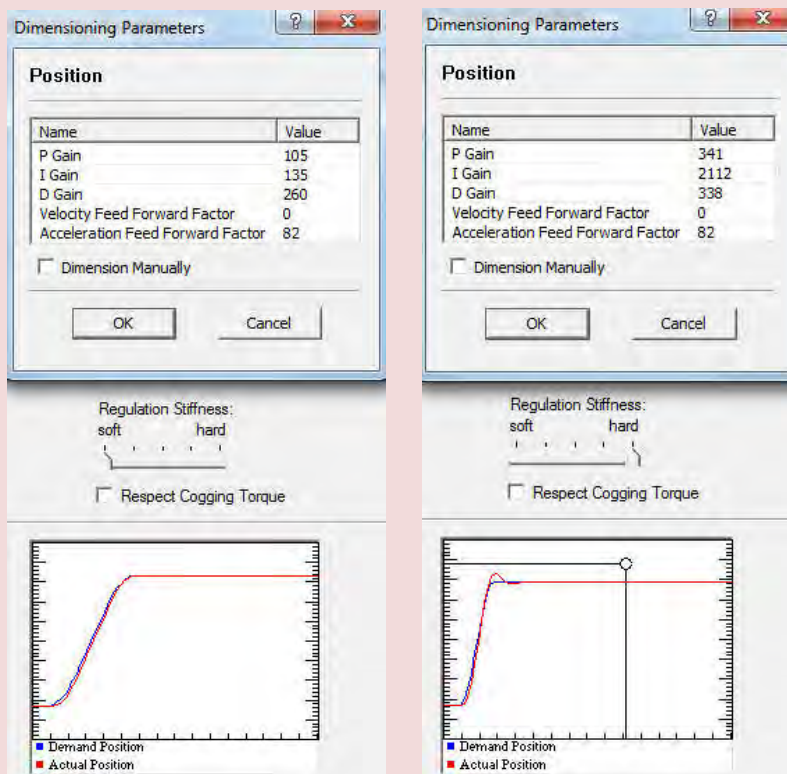 Dimensioning Parameters
Position
Name Value
P Gain 105
I Gain 135
D Gain 260
Velocity Feed Forward Factor 0
Acceleration Feed Forward Factor 82
Dimension Manually
OK Cancel
Regulation Stiffness:
soft hard
Respect Cogging Torque
Demand Position
Actual Position
Dimensioning Parameters
Position
Name Value
P Gain 341
I Gain 2112
D Gain 338
Velocity Feed Forward Factor 0
Acceleration Feed Forward Factor 82
Dimension Manually
OK Cancel
Regulation Stiffness:
soft hard
Respect Cogging Torque
Demand Position
Actual Position